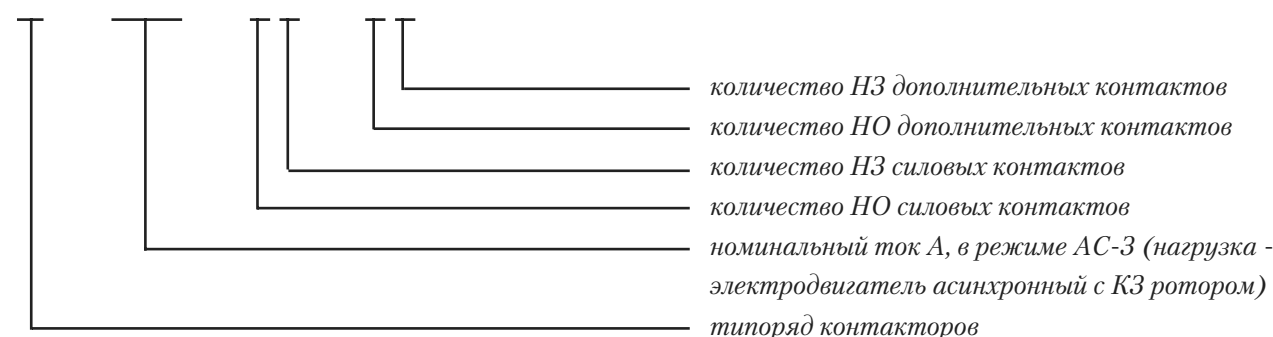 количество НЗ дополнительных контактов
количество НО дополнительных контактов
количество НЗ силовых контактов
количество НО силовых контактов
номинальный ток А, в режиме АС-3 (нагрузка -
электродвигатель асинхронный с КЗ ротором)
типоряд контакторов